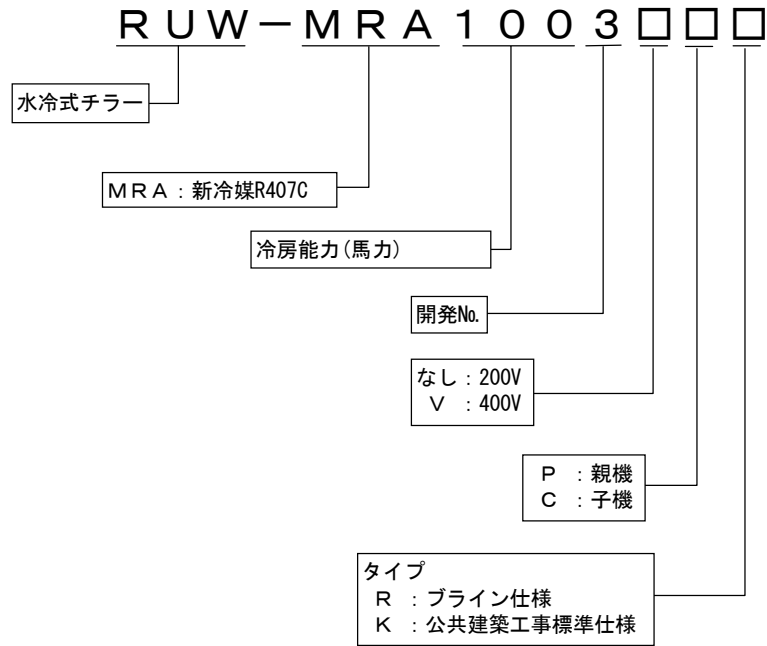 RUW-MRA1003□□□
水冷式チラー
MRA：新冷媒R407C
冷房能力(馬力)
開発№.
なし：200V
V ：400V
P ：親機
C ：子機
タイプ
R ：ブライン仕様
K ：公共建築工事標準仕様